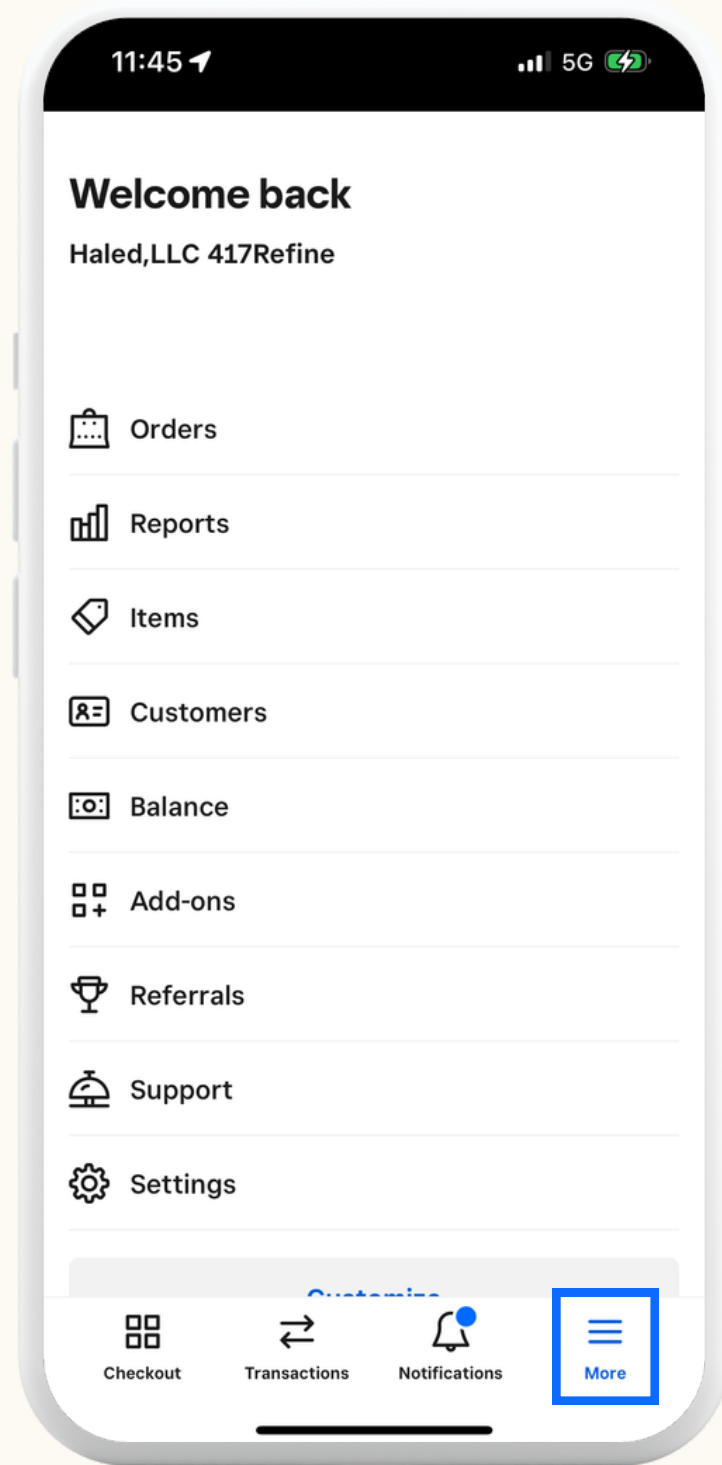 11:45
5G
Welcome back
Haled,LLC 417Refine
Orders
Reports
Items
Customers
Balance
Add-ons
Referrals
Support
Settings
Customize
Checkout Transactions Notifications More